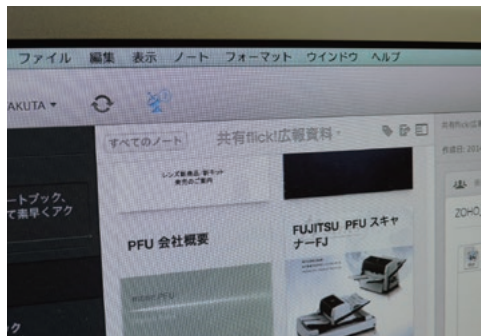 ファイル 編集 表示 ノート フォーマット ウインドウ ヘルプ
AKUTA
すべてのノート
共有flick!広報資料
ートブック、
て素早くアク
PFU 会社概要
FUJITSU PFU スキャ
ナーFJ
ZOHO
ック